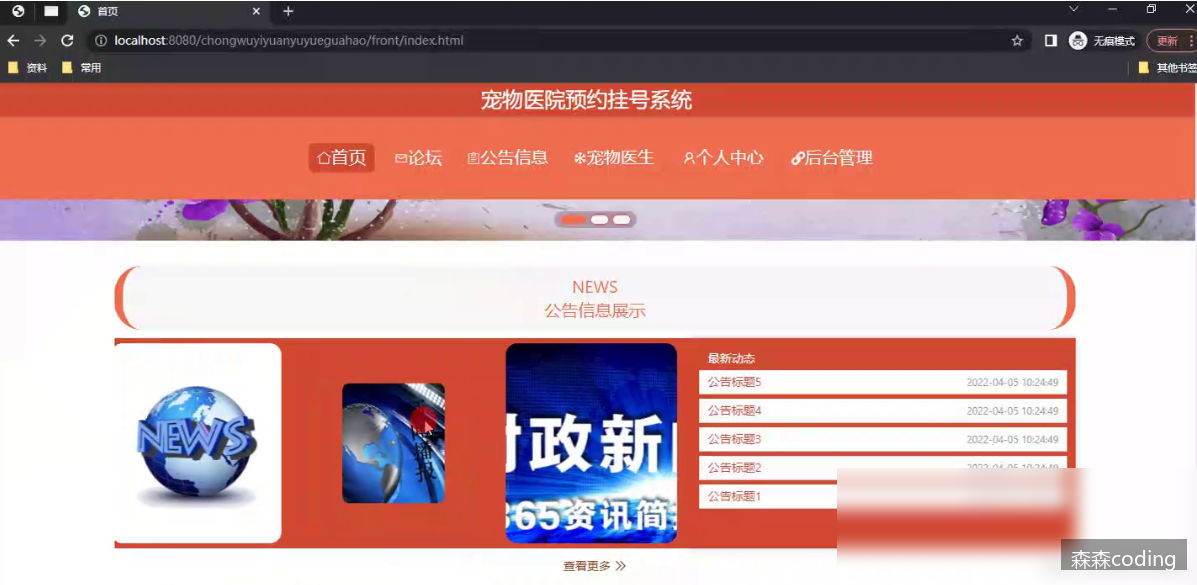 首页
localhost:8080/chongwuyiyuanyuyueguahao/front/index.html
无痕模式
更新
资料
常用
其他书签
宠物医院预约挂号系统
首页 论坛 公告信息 宠物医生 个人中心 后台管理
NEWS
公告信息展示
NEWS
播报
时政新
365资讯简
最新动态
公告标题5 2022-04-05 10:24:49
公告标题4 2022-04-05 10:24:49
公告标题3 2022-04-05 10:24:49
公告标题2 2022-04-05 10:24:49
公告标题1
查看更多
森森coding